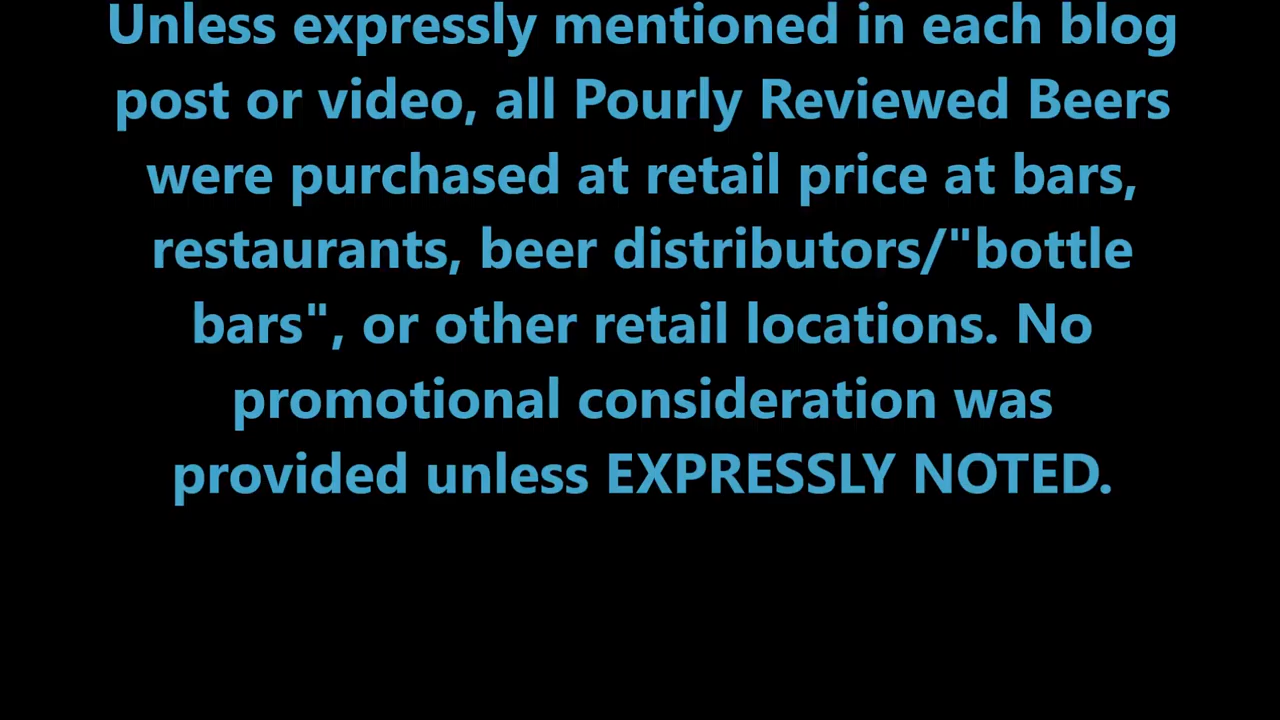 Unless expressly mentioned in each blog
post or video, all Pourly Reviewed Beers
were purchased at retail price at bars,
restaurants, beer distributors/"bottle
bars", or other retail locations. No
promotional consideration was
provided unless EXPRESSLY NOTED.